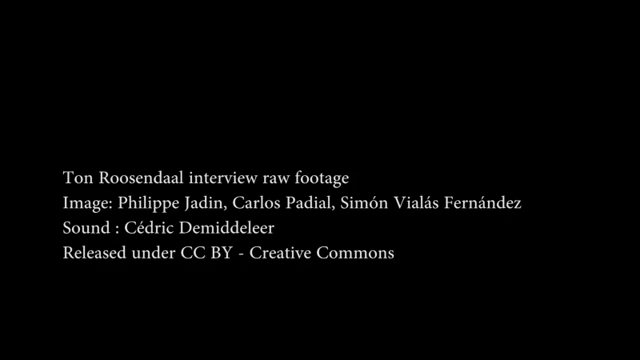 Ton Roosendaal interview raw footage
Image: Philippe Jadin, Carlos Padial, Simón Vialás Fernández
Sound : Cédric Demiddeleer
Released under CC BY - Creative Commons